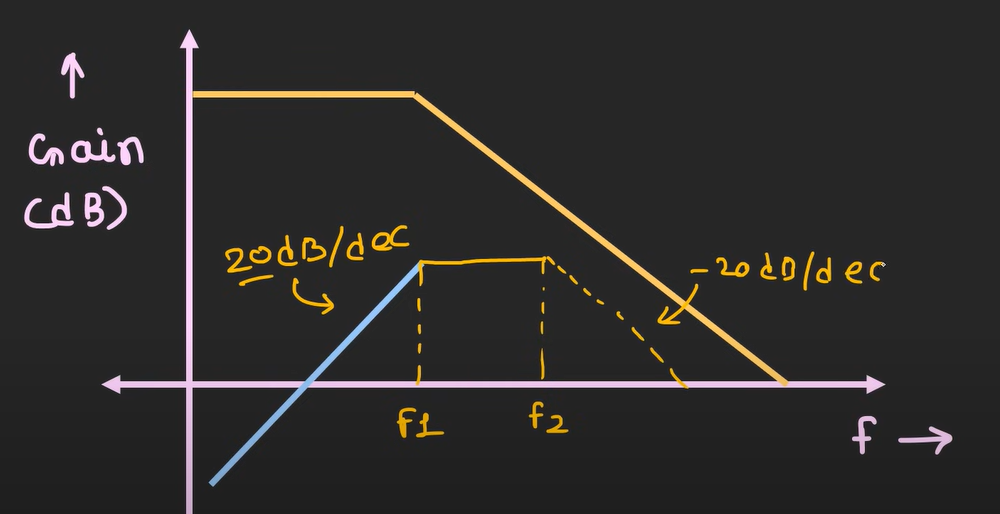 ↑
Gain
(dB)
20dB/dec
-20dB/dec
f1
f2
f →